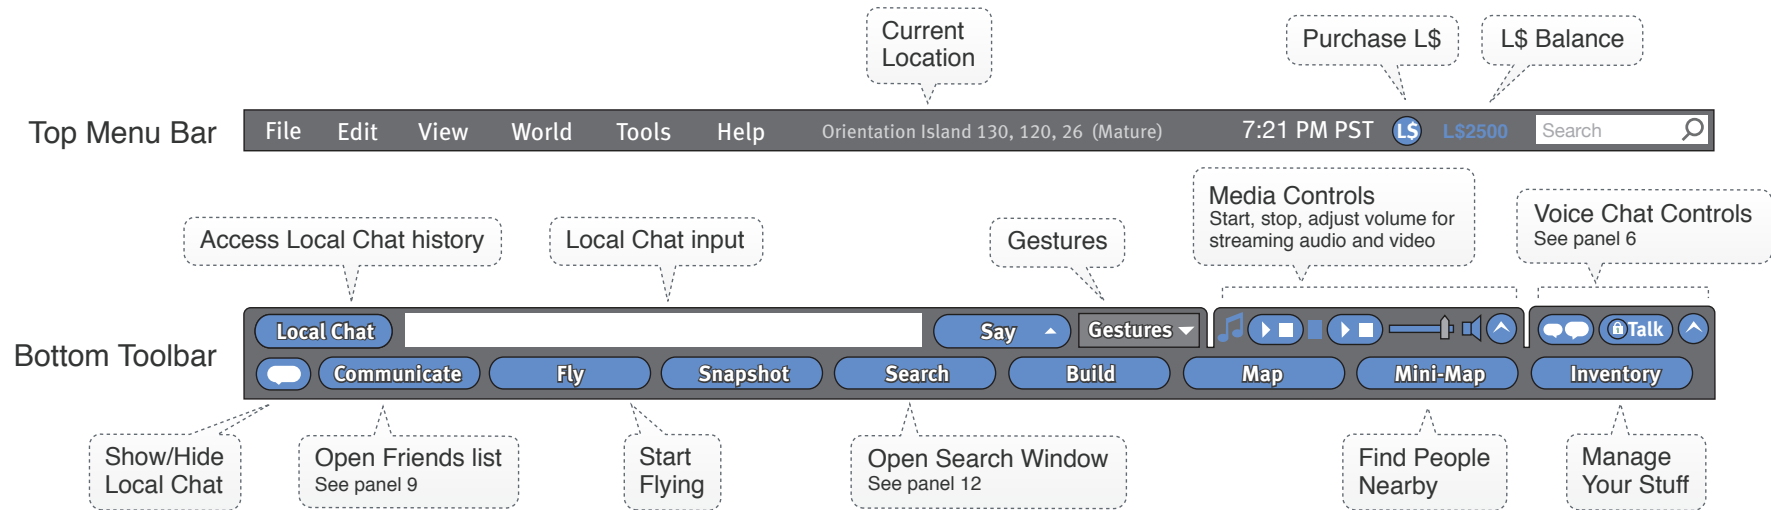 Current
Location
Purchase L$
L$ Balance
Top Menu Bar
File Edit View World Tools Help Orientation Island 130, 120, 26 (Mature) 7:21 PM PST L$ L$2500 Search
Media Controls
Start, stop, adjust volume for
streaming audio and video
Voice Chat Controls
See panel 6
Access Local Chat history
Local Chat input
Gestures
Bottom Toolbar
Local Chat Say Gestures Talk
Communicate Fly Snapshot Search Build Map Mini-Map Inventory
Show/Hide
Local Chat
Open Friends list
See panel 9
Start
Flying
Open Search Window
See panel 12
Find People
Nearby
Manage
Your Stuff